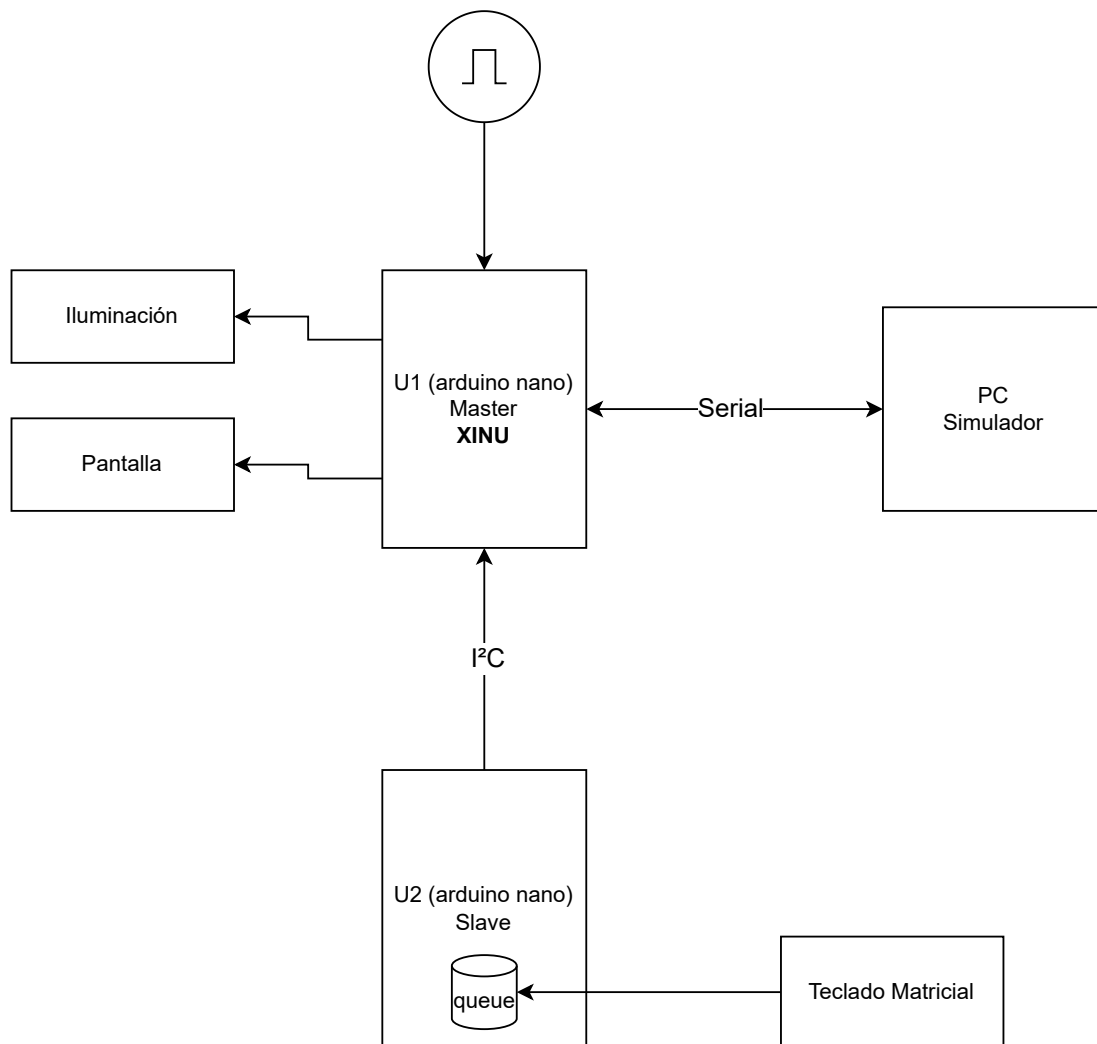 Iluminación
Pantalla
U1 (arduino nano)
Master
XINU
Serial
PC
Simulador
I²C
U2 (arduino nano)
Slave
queue
Teclado Matricial